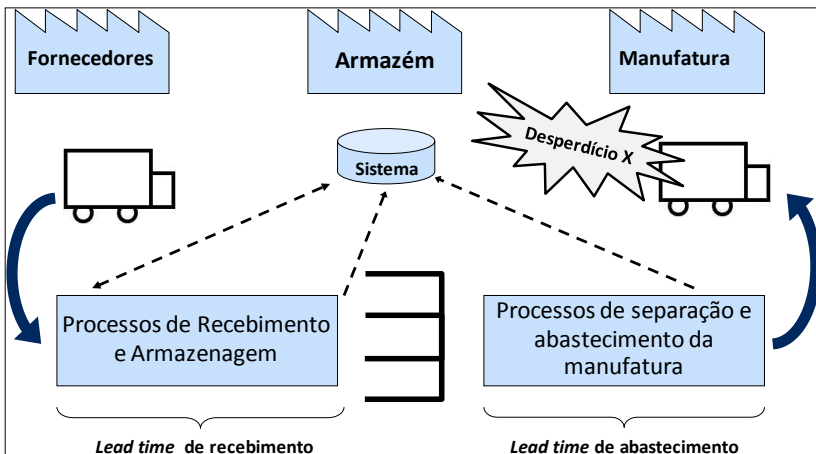 Fornecedores
Armazém
Manufatura
Desperdício X
Sistema
Processos de Recebimento
e Armazenagem
Processos de separação e
abastecimento da
manufatura
Lead time de recebimento
Lead time de abastecimento